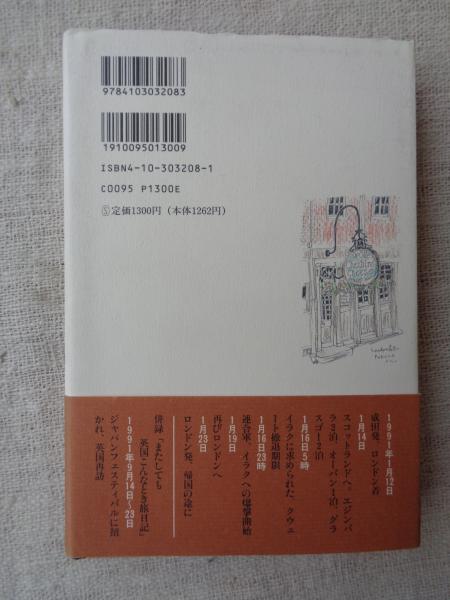 9784103032083
1910095013009
ISBN4-10-303208-1
C0095 P1300E
Ⓢ定価1300円(本体1262円)
1991年1月12日
成田発、ロンドン着
1月14日
スコットランドへ。エジンバ
ラ3泊、オーバン1泊、グラ
スゴー2泊
1月16日5時
イラクに求められた、クウェ
ート撤退期限
1月16日23時
連合軍、イラクへの爆撃開始
1月19日
再びロンドンへ
1月23日
ロンドン発、帰国の途に
併録「またしても
英国こんなとき旅日記」
1991年9月14日〜23日
ジャパンフェスティバルに招
かれ、英国再訪